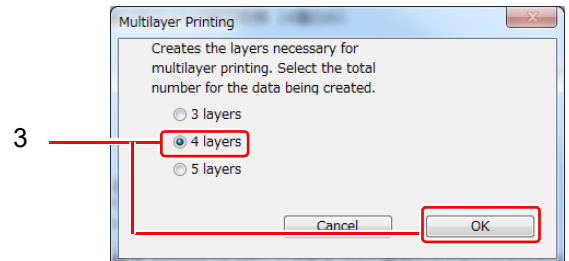 Multilayer Printing
Creates the layers necessary for
multilayer printing. Select the total
number for the data being created.
3 layers
3
4 layers
5 layers
Cancel
OK